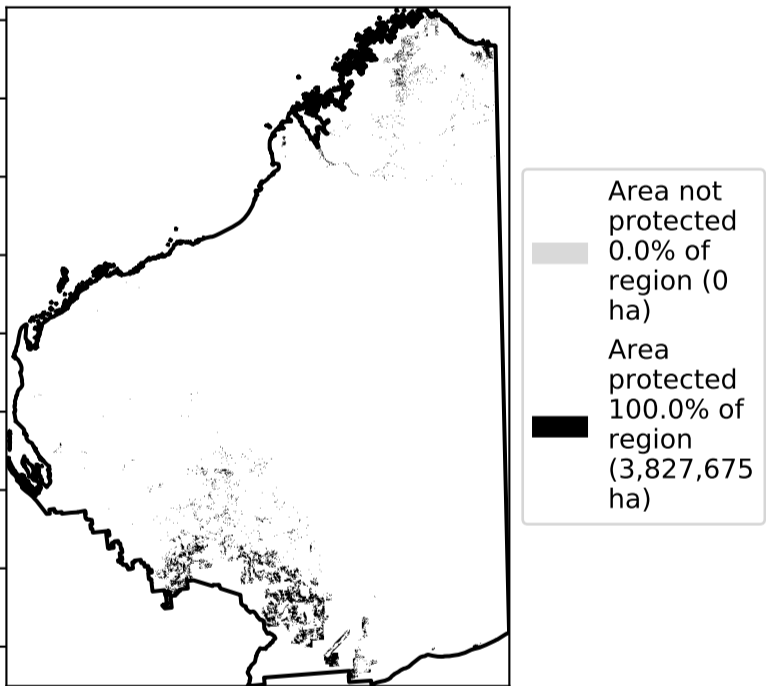 Area not
protected
0.0% of
region (0
ha)
Area
protected
100.0% of
region
(3,827,675
ha)